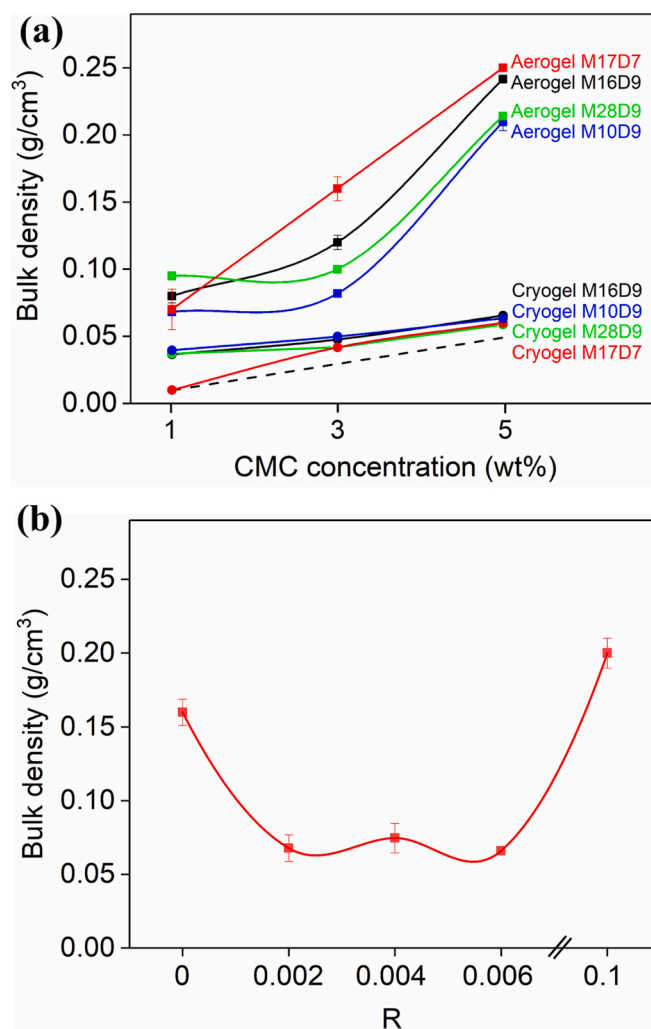 (a)
Bulk density (g/cm³)
0.25
0.20
0.15
0.10
0.05
0.00
Aerogel M17D7
Aerogel M16D9
Aerogel M28D9
Aerogel M10D9
Cryogel M16D9
Cryogel M10D9
Cryogel M28D9
Cryogel M17D7
1
3
5
CMC concentration (wt%)
(b)
Bulk density (g/cm³)
0.25
0.20
0.15
0.10
0.05
0.00
0
0.002
0.004
0.006
0.1
R